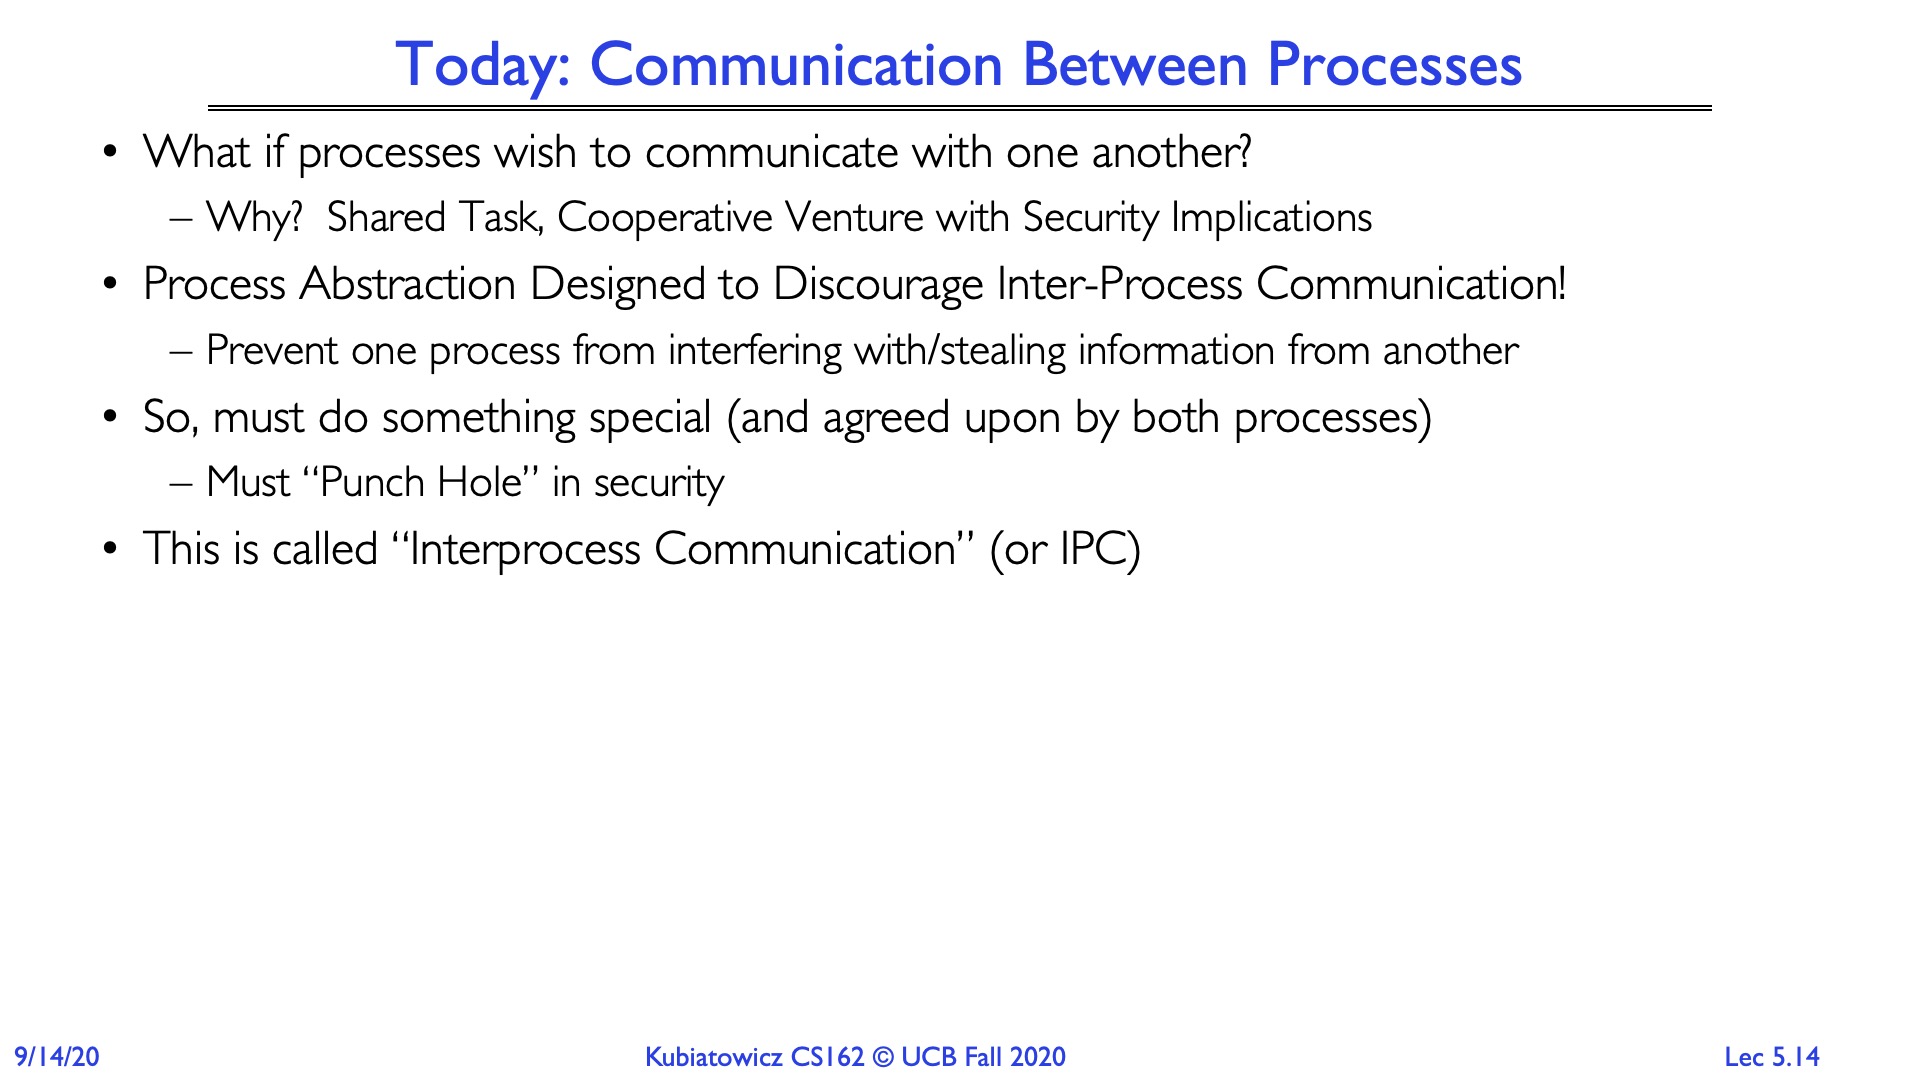 Today: Communication Between Processes
• What if processes wish to communicate with one another?
– Why?  Shared Task, Cooperative Venture with Security Implications
• Process Abstraction Designed to Discourage Inter-Process Communication!
– Prevent one process from interfering with/stealing information from another
• So, must do something special (and agreed upon by both processes)
– Must “Punch Hole” in security
• This is called “Interprocess Communication” (or IPC)
9/14/20
Kubiatowicz CS162 © UCB Fall 2020
Lec 5.14